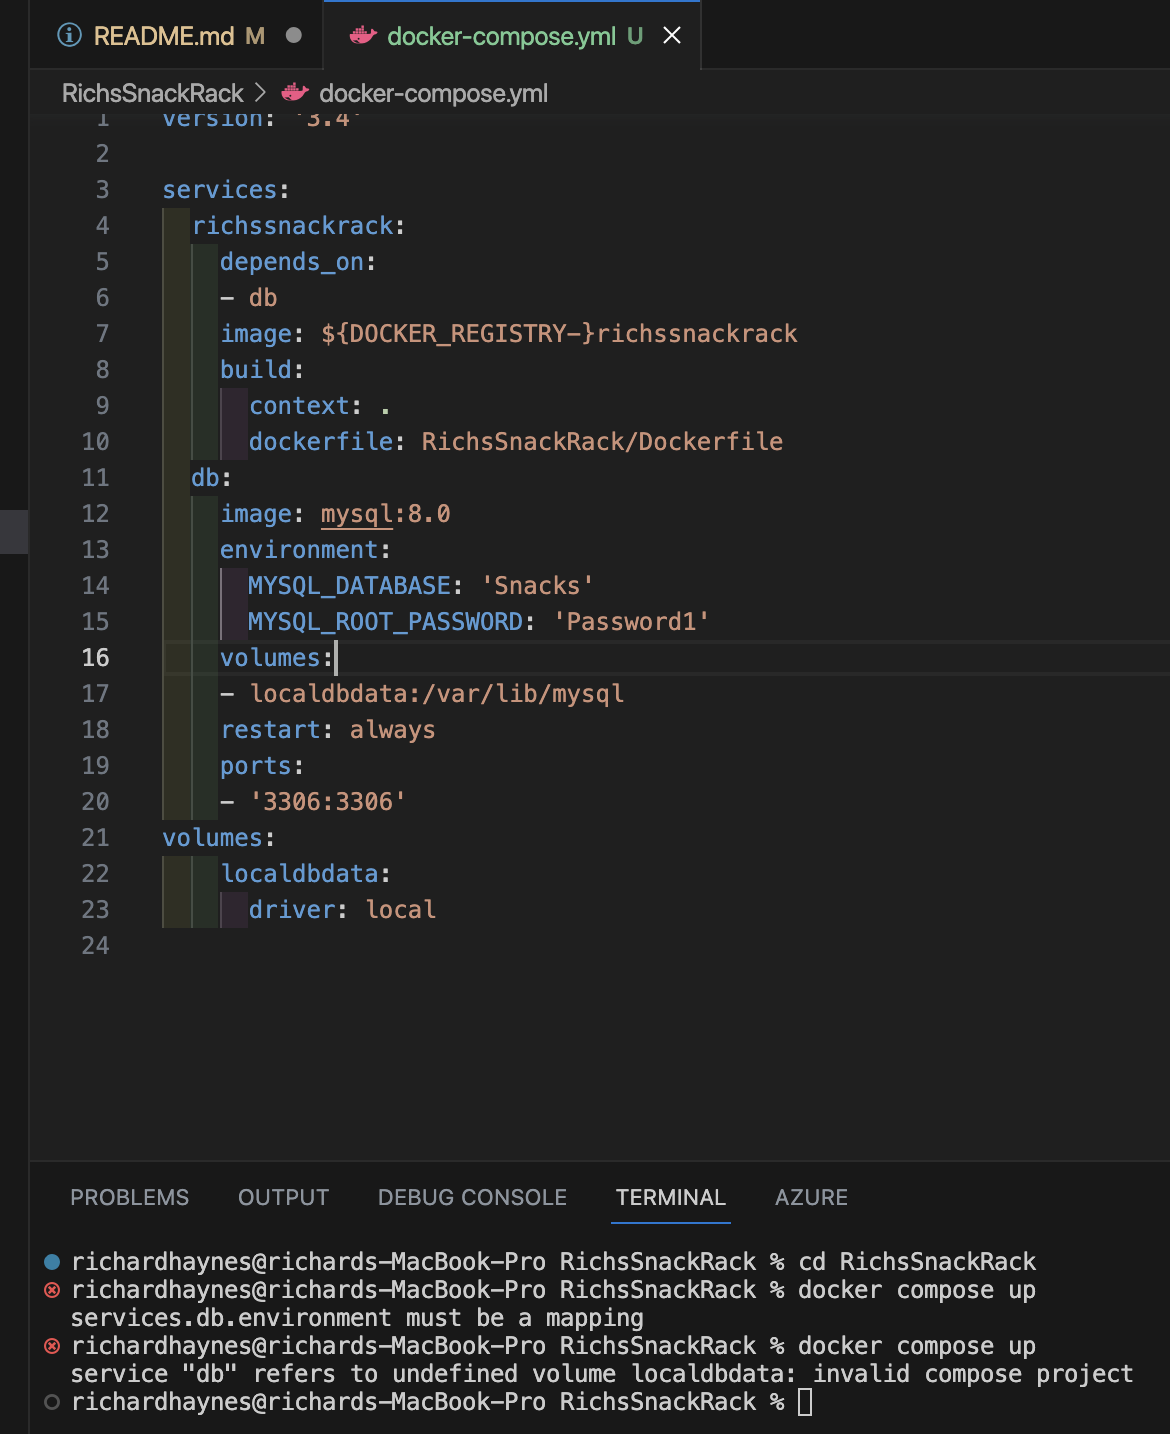 README.md M
docker-compose.yml U
RichsSnackRack > docker-compose.yml
1 version: '3.4'
2
3 services:
4 richssnackrack:
5 depends_on:
6 - db
7 image: ${DOCKER_REGISTRY-}richssnackrack
8 build:
9 context: .
10 dockerfile: RichsSnackRack/Dockerfile
11 db:
12 image: mysql:8.0
13 environment:
14 MYSQL_DATABASE: 'Snacks'
15 MYSQL_ROOT_PASSWORD: 'Password1'
16 volumes:
17 - localdbdata:/var/lib/mysql
18 restart: always
19 ports:
20 - '3306:3306'
21 volumes:
22 localdbdata:
23 driver: local
24
PROBLEMS OUTPUT DEBUG CONSOLE TERMINAL AZURE
richardhaynes@richards-MacBook-Pro RichsSnackRack % cd RichsSnackRack
richardhaynes@richards-MacBook-Pro RichsSnackRack % docker compose up
services.db.environment must be a mapping
richardhaynes@richards-MacBook-Pro RichsSnackRack % docker compose up
service "db" refers to undefined volume localdbdata: invalid compose project
richardhaynes@richards-MacBook-Pro RichsSnackRack %